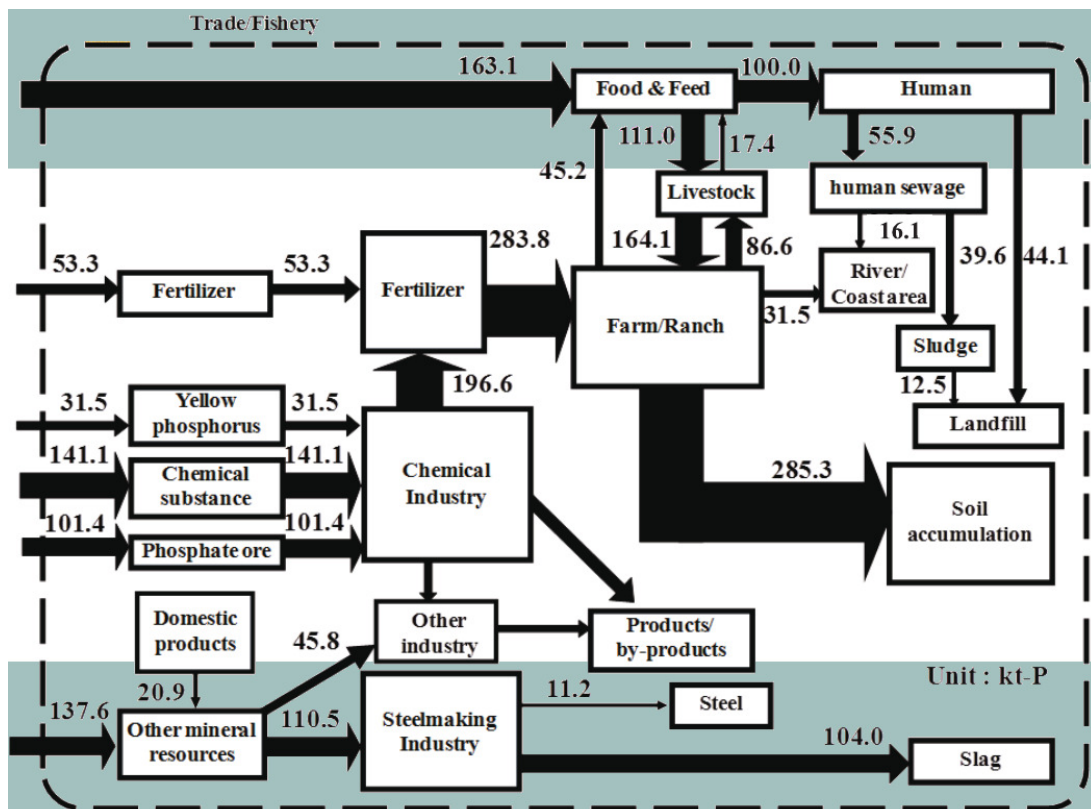 Trade/Fishery
163.1
Food & Feed
100.0
Human
45.2
111.0
17.4
55.9
Livestock
human sewage
53.3
Fertilizer
53.3
Fertilizer
283.8
164.1
86.6
16.1
39.6
44.1
River/
Coast area
Farm/Ranch
31.5
Sludge
196.6
12.5
Landfill
31.5
Yellow
phosphorus
31.5
141.1
Chemical
substance
141.1
Chemical
Industry
285.3
Soil
accumulation
101.4
Phosphate ore
101.4
Domestic
products
45.8
Other
industry
Products/
by-products
Unit : kt-P
20.9
137.6
Other mineral
resources
110.5
Steelmaking
Industry
11.2
Steel
104.0
Slag